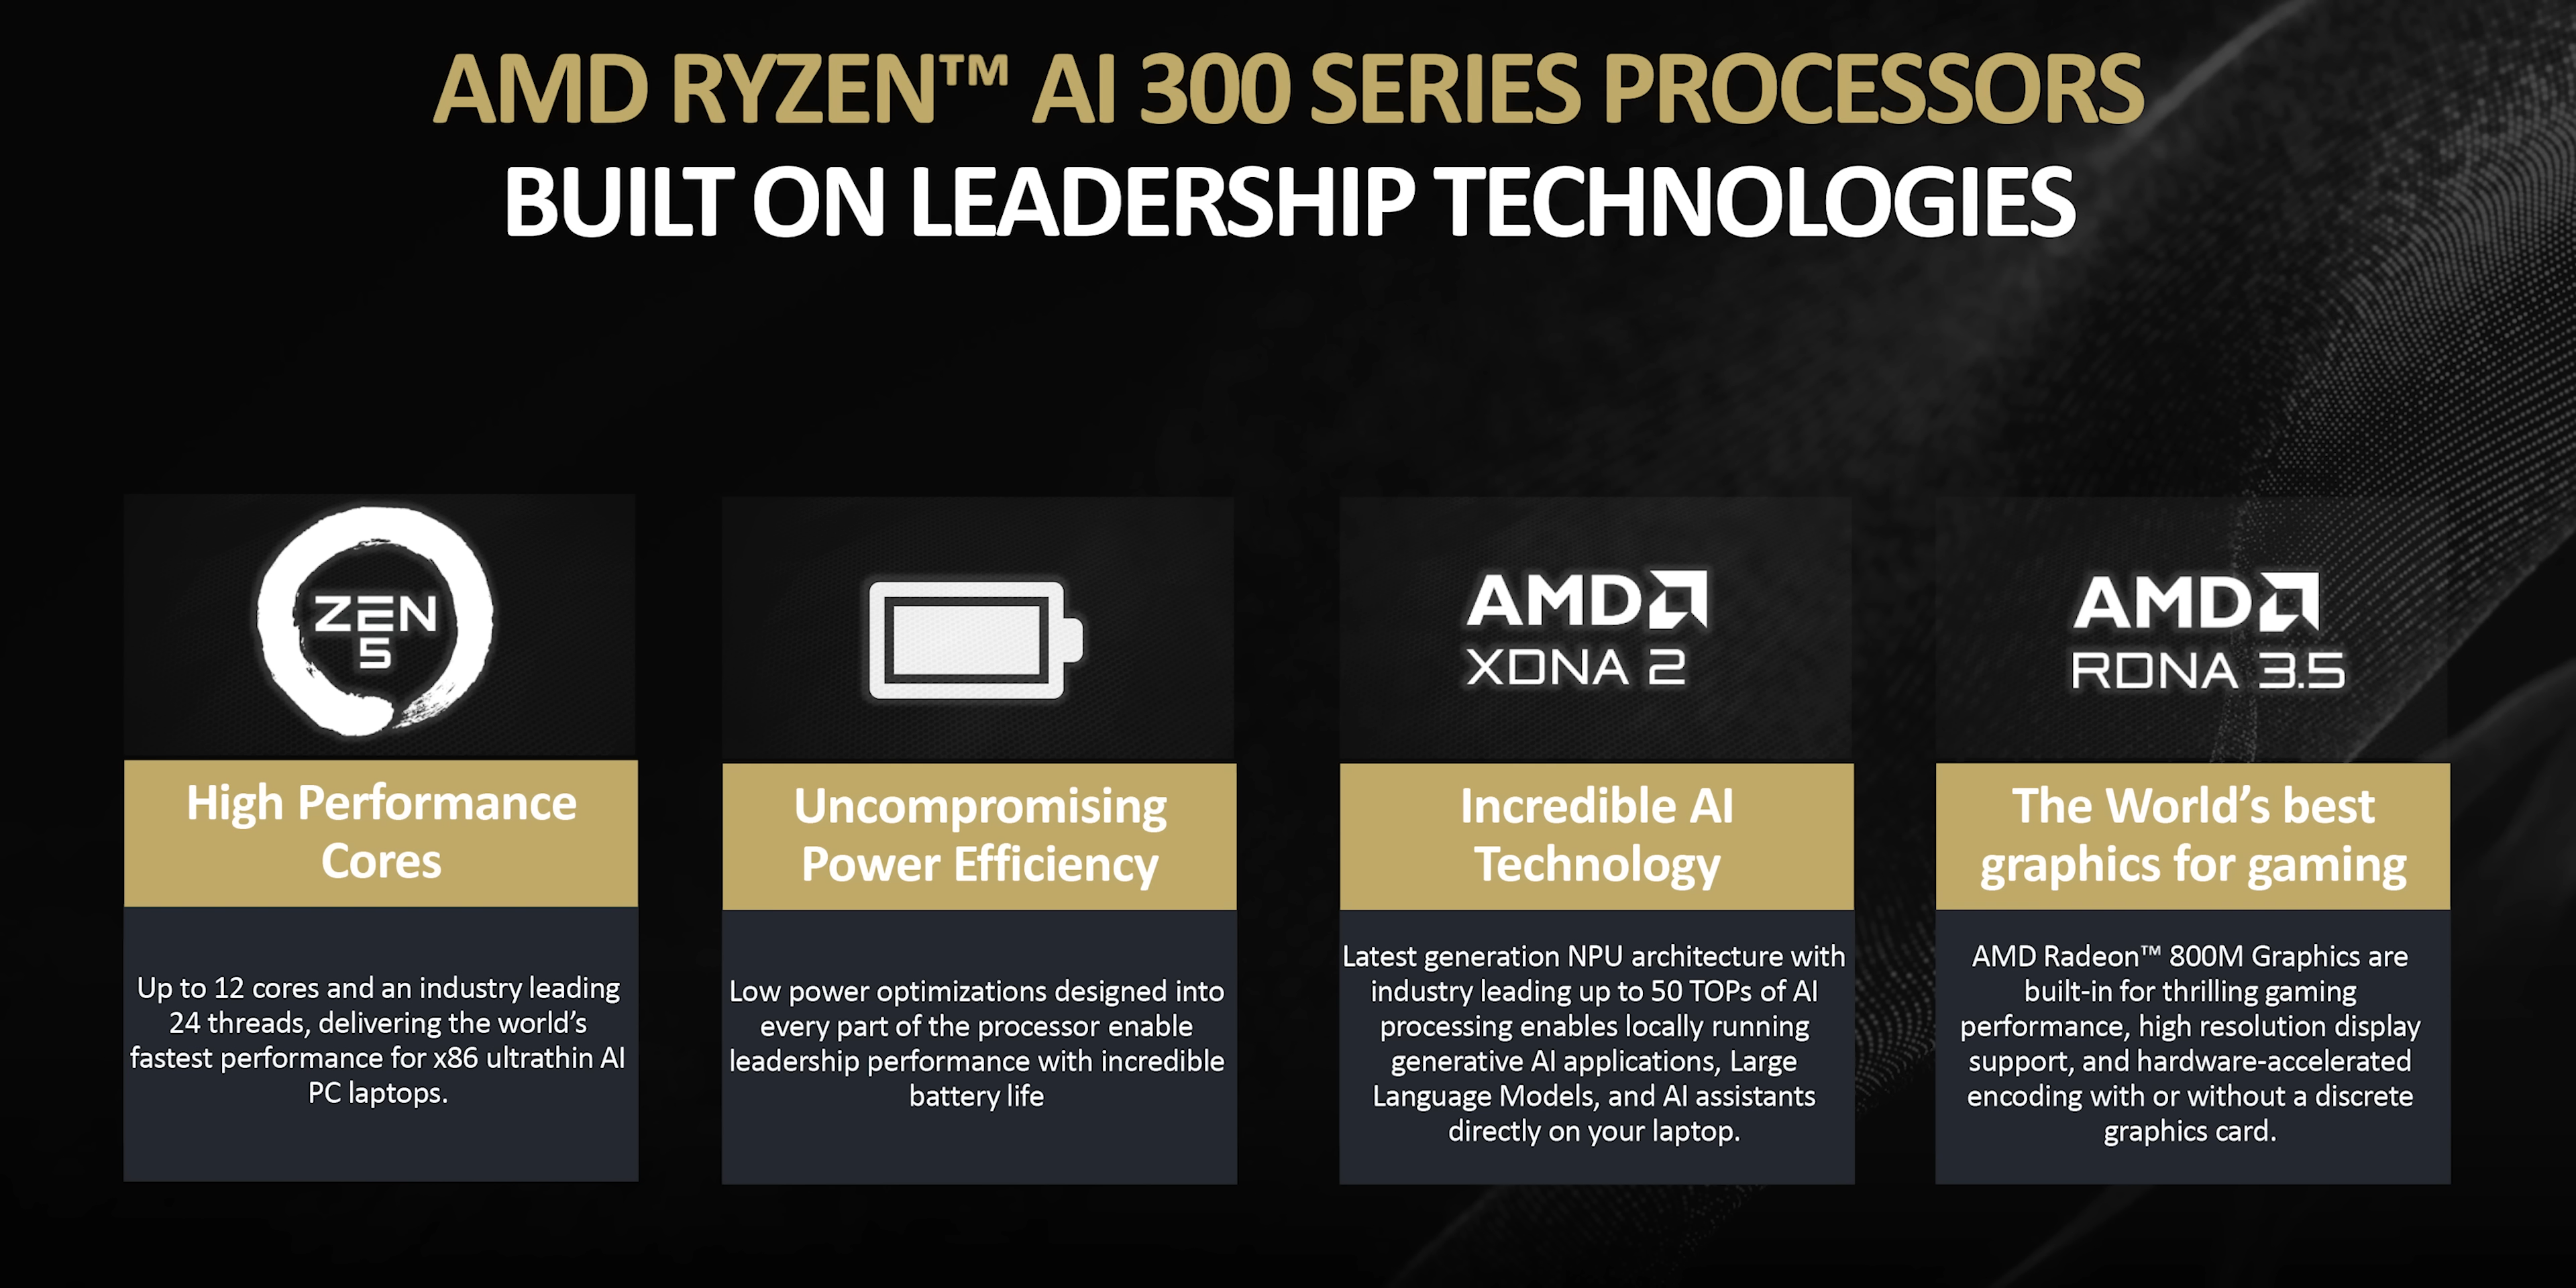 AMD RYZEN™ AI 300 SERIES PROCESSORS
BUILT ON LEADERSHIP TECHNOLOGIES
ZEN
5
High Performance
Cores
Up to 12 cores and an industry leading
24 threads, delivering the world’s
fastest performance for x86 ultrathin AI
PC laptops.
Uncompromising
Power Efficiency
Low power optimizations designed into
every part of the processor enable
leadership performance with incredible
battery life
AMD
XDNA 2
Incredible AI
Technology
Latest generation NPU architecture with
industry leading up to 50 TOPs of AI
processing enables locally running
generative AI applications, Large
Language Models, and AI assistants
directly on your laptop.
AMD
RDNA 3.5
The World’s best
graphics for gaming
AMD Radeon™ 800M Graphics are
built-in for thrilling gaming
performance, high resolution display
support, and hardware-accelerated
encoding with or without a discrete
graphics card.